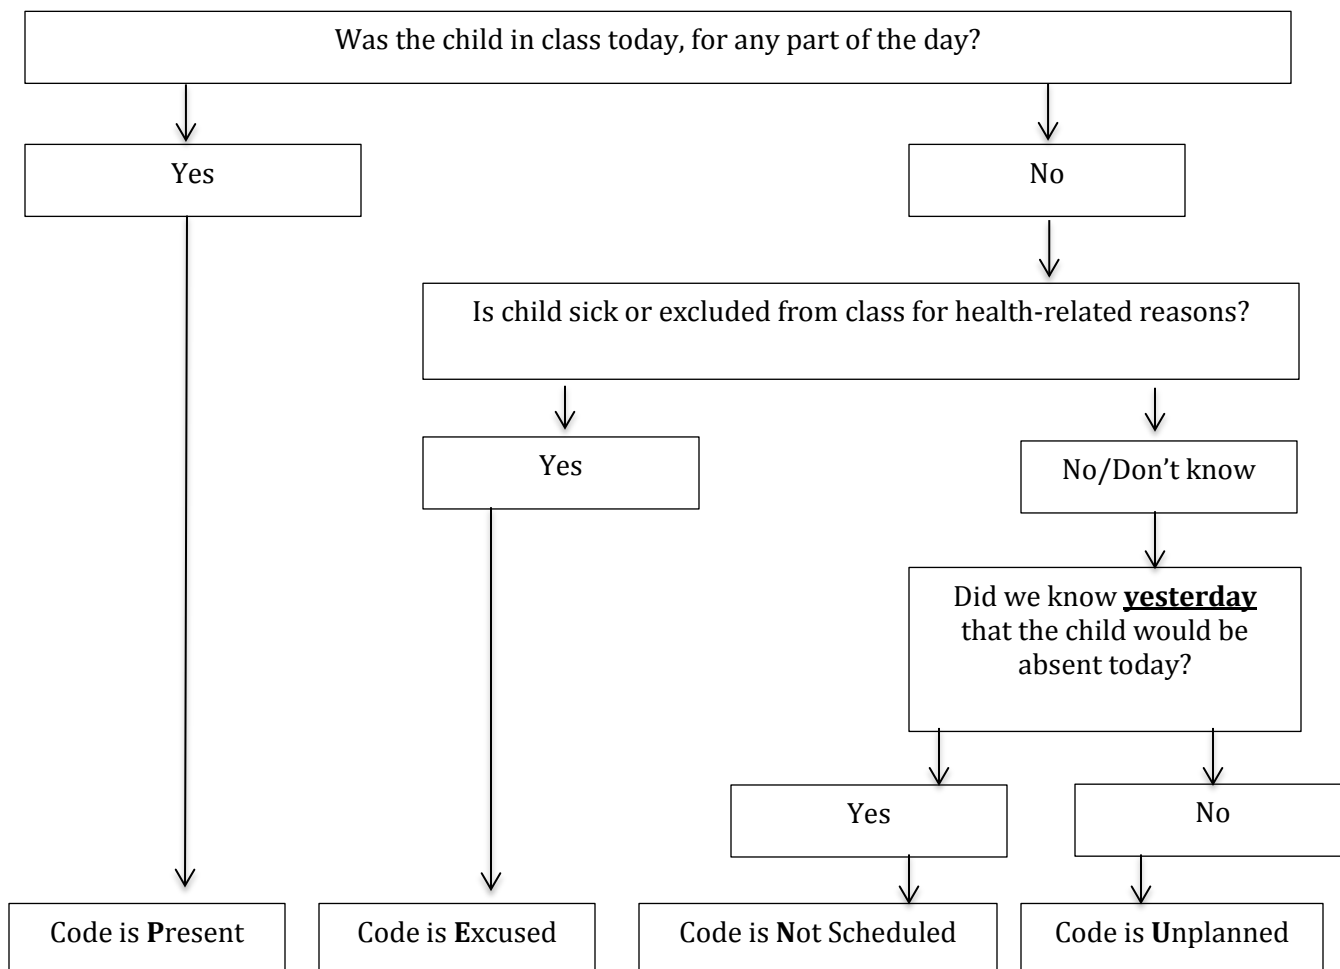 Was the child in class today, for any part of the day?
Yes
No
Is child sick or excluded from class for health-related reasons?
Yes
No/Don’t know
Did we know yesterday
that the child would be
absent today?
Yes
No
Code is Present
Code is Excused
Code is Not Scheduled
Code is Unplanned